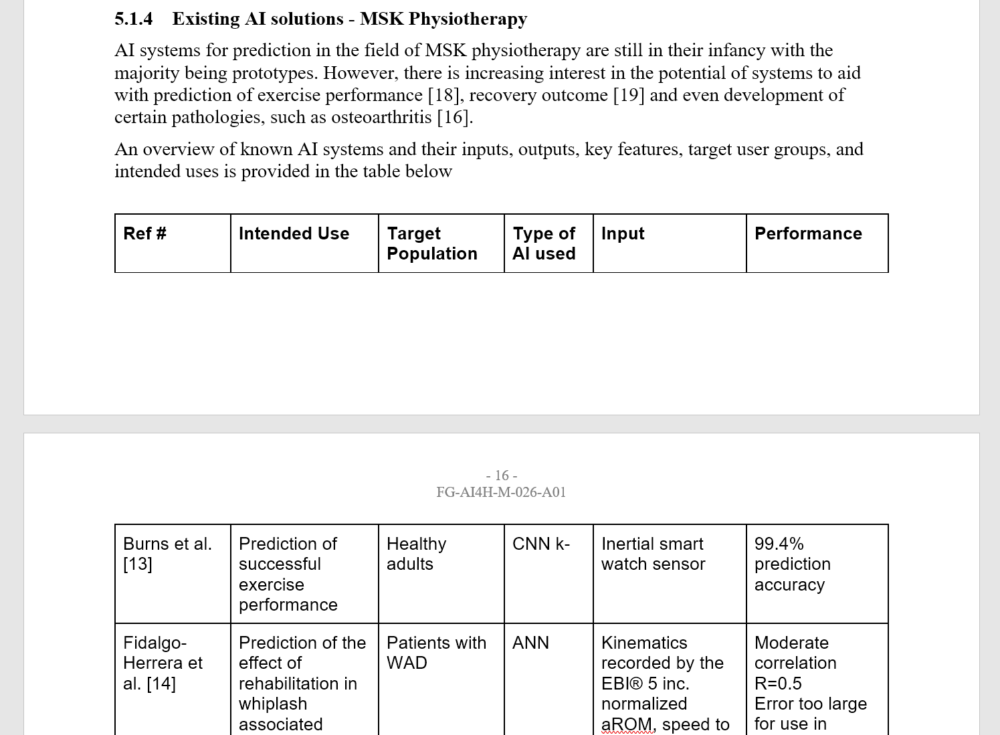 5.1.4 Existing AI solutions - MSK Physiotherapy
AI systems for prediction in the field of MSK physiotherapy are still in their infancy with the
majority being prototypes. However, there is increasing interest in the potential of systems to aid
with prediction of exercise performance [18], recovery outcome [19] and even development of
certain pathologies, such as osteoarthritis [16].
An overview of known AI systems and their inputs, outputs, key features, target user groups, and
intended uses is provided in the table below
Ref #
Intended Use
Target
Population
Type of
AI used
Input
Performance
- 16 -
FG-AI4H-M-026-A01
Burns et al.
[13]
Prediction of
successful
exercise
performance
Healthy
adults
CNN k-
Inertial smart
watch sensor
99.4%
prediction
accuracy
Fidalgo-
Herrera et
al. [14]
Prediction of the
effect of
rehabilitation in
whiplash
associated
Patients with
WAD
ANN
Kinematics
recorded by the
EBI® 5 inc.
normalized
aROM, speed to
Moderate
correlation
R=0.5
Error too large
for use in